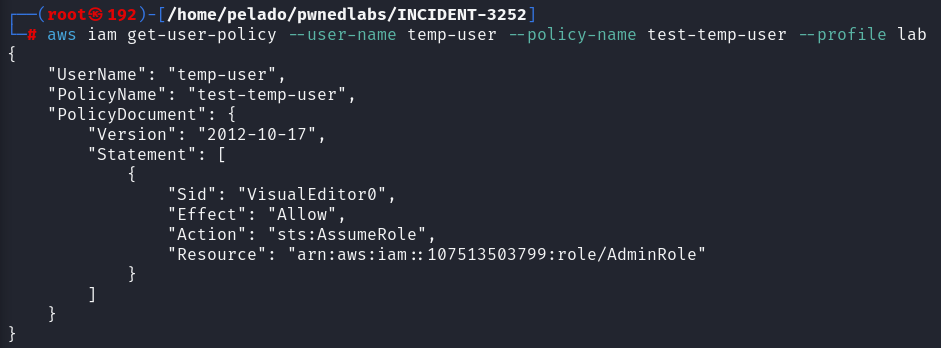 ┌──(root㉿192)-[/home/pelado/pwnedlabs/INCIDENT-3252]
└─# aws iam get-user-policy --user-name temp-user --policy-name test-temp-user --profile lab
{
    "UserName": "temp-user",
    "PolicyName": "test-temp-user",
    "PolicyDocument": {
        "Version": "2012-10-17",
        "Statement": [
            {
                "Sid": "VisualEditor0",
                "Effect": "Allow",
                "Action": "sts:AssumeRole",
                "Resource": "arn:aws:iam::107513503799:role/AdminRole"
            }
        ]
    }
}